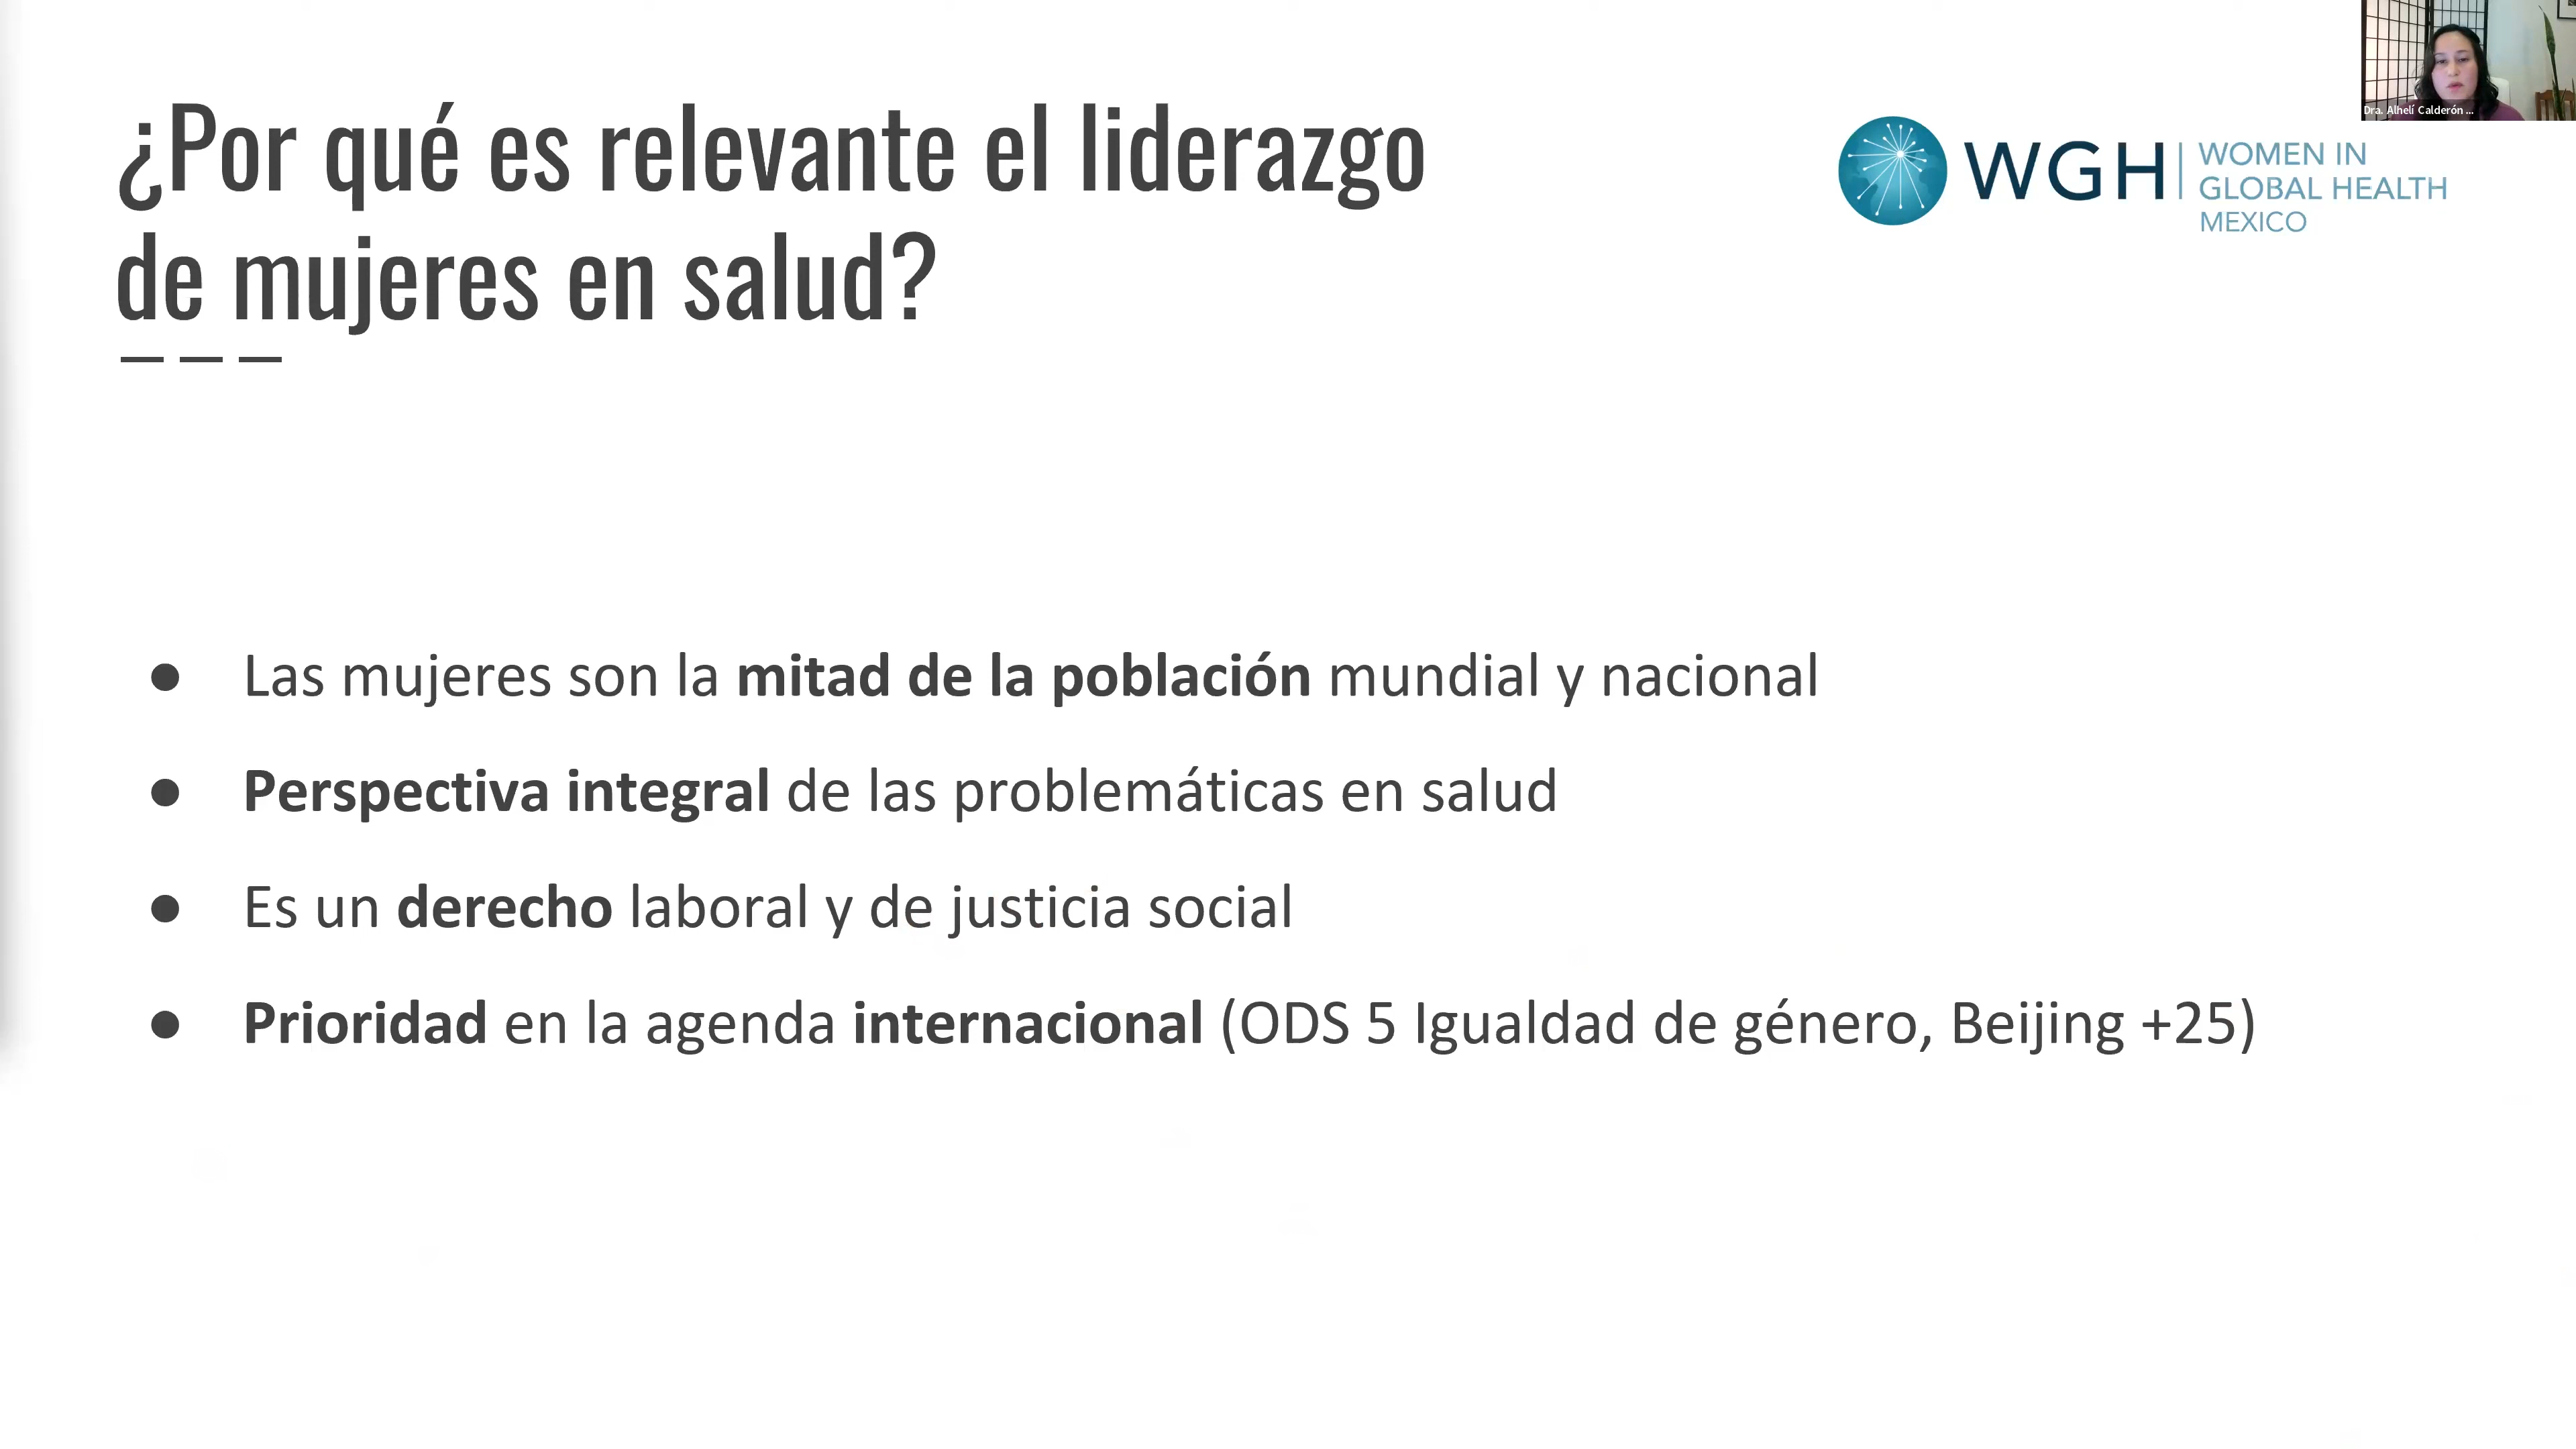 ¿Por qué es relevante el liderazgo
de mujeres en salud?
Dra. Alhelí Calderón ...
WGH
WOMEN IN
GLOBAL HEALTH
MEXICO
● Las mujeres son la mitad de la población mundial y nacional
● Perspectiva integral de las problemáticas en salud
● Es un derecho laboral y de justicia social
● Prioridad en la agenda internacional (ODS 5 Igualdad de género, Beijing +25)